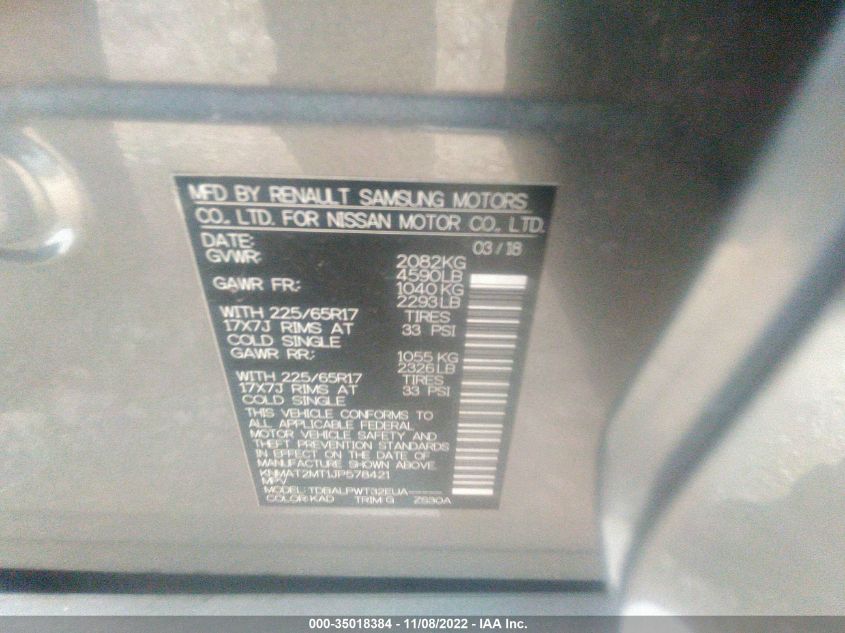 MFD BY RENAULT SAMSUNG MOTORS
CO., LTD. FOR NISSAN MOTOR CO., LTD.
DATE: 03/18
GVWR: 2082KG
4590LB
GAWR FR: 1040KG
2293LB
WITH 225/65R17 TIRES
17X7J RIMS AT 33 PSI
COLD SINGLE
GAWR RR: 1055KG
2326LB
WITH 225/65R17 TIRES
17X7J RIMS AT 33 PSI
COLD SINGLE
THIS VEHICLE CONFORMS TO
ALL APPLICABLE FEDERAL
MOTOR VEHICLE SAFETY AND
THEFT PREVENTION STANDARDS
IN EFFECT ON THE DATE OF
MANUFACTURE SHOWN ABOVE.
KNMAT2MT1JP578421
MPV
MODEL: TDBALPWT32EUA-----
COLOR: KAD TRIM: G ZS30A
000-35018384 - 11/08/2022 - IAA Inc.